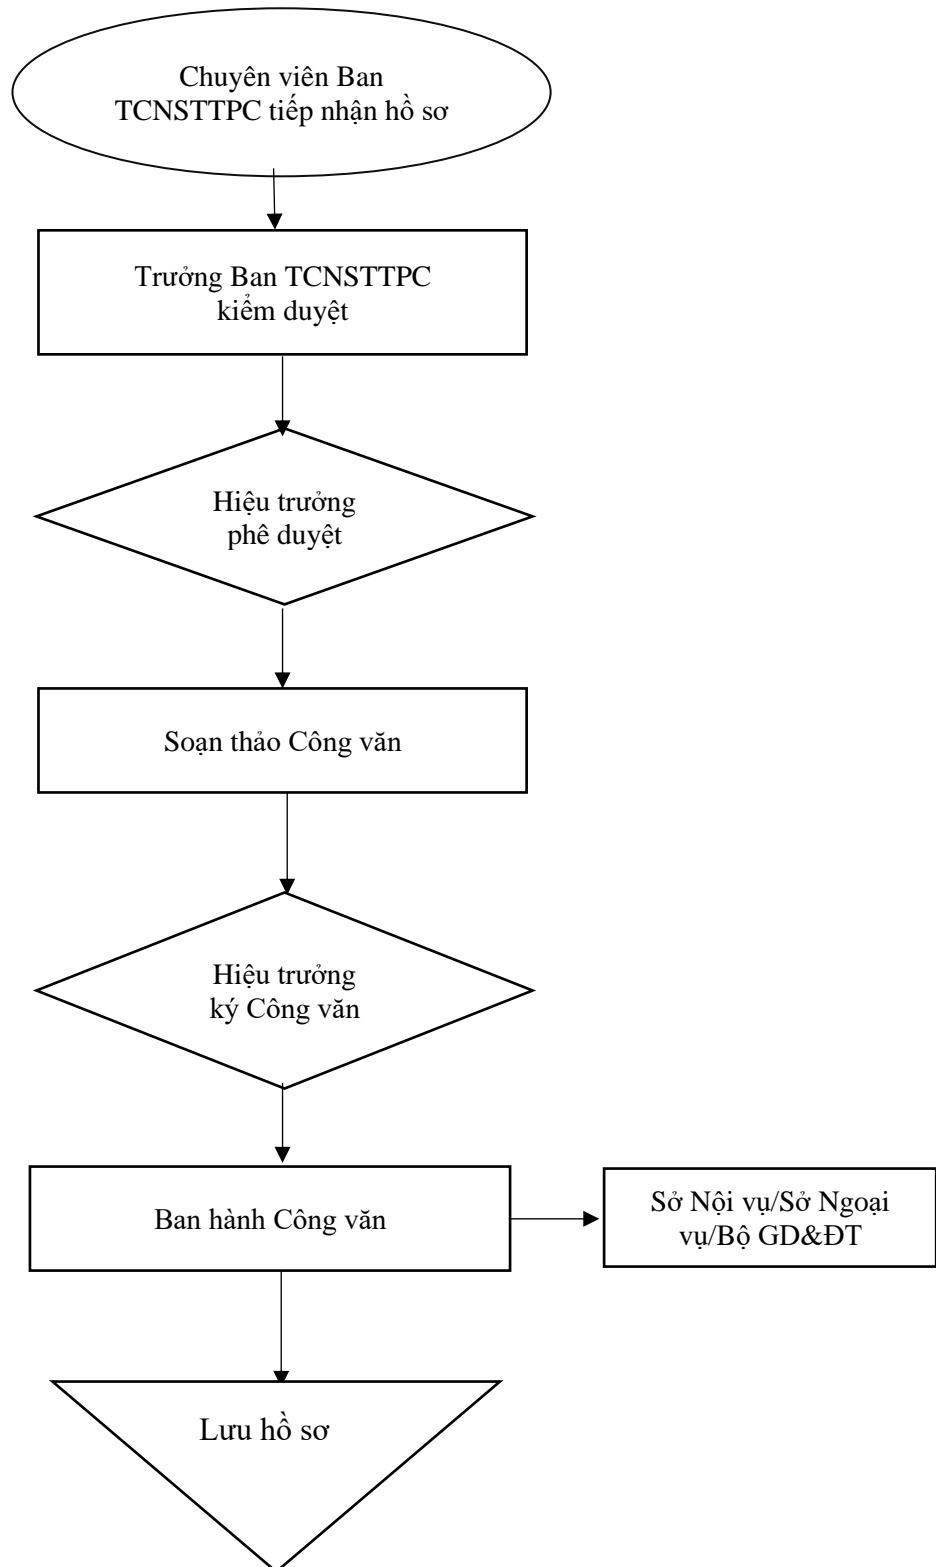 Chuyên viên Ban
TCNSTTPC tiếp nhận hồ sơ
Trưởng Ban TCNSTTPC
kiểm duyệt
Hiệu trưởng
phê duyệt
Soạn thảo Công văn
Hiệu trưởng
ký Công văn
Ban hành Công văn
Sở Nội vụ/Sở Ngoại
vụ/Bộ GD&ĐT
Lưu hồ sơ